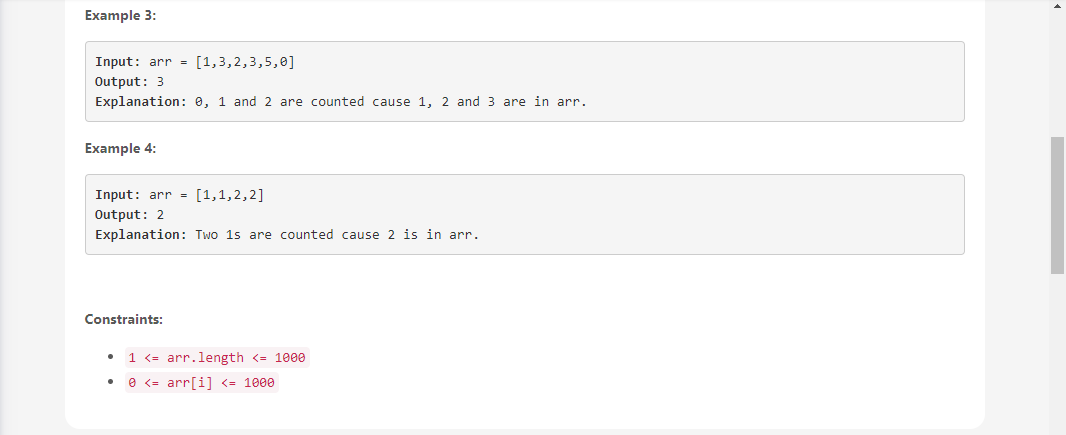 Example 3:
Input: arr = [1,3,2,3,5,0]
Output: 3
Explanation: 0, 1 and 2 are counted cause 1, 2 and 3 are in arr.
Example 4:
Input: arr = [1,1,2,2]
Output: 2
Explanation: Two 1s are counted cause 2 is in arr.
Constraints:
• 1 <= arr.length <= 1000
• 0 <= arr[i] <= 1000